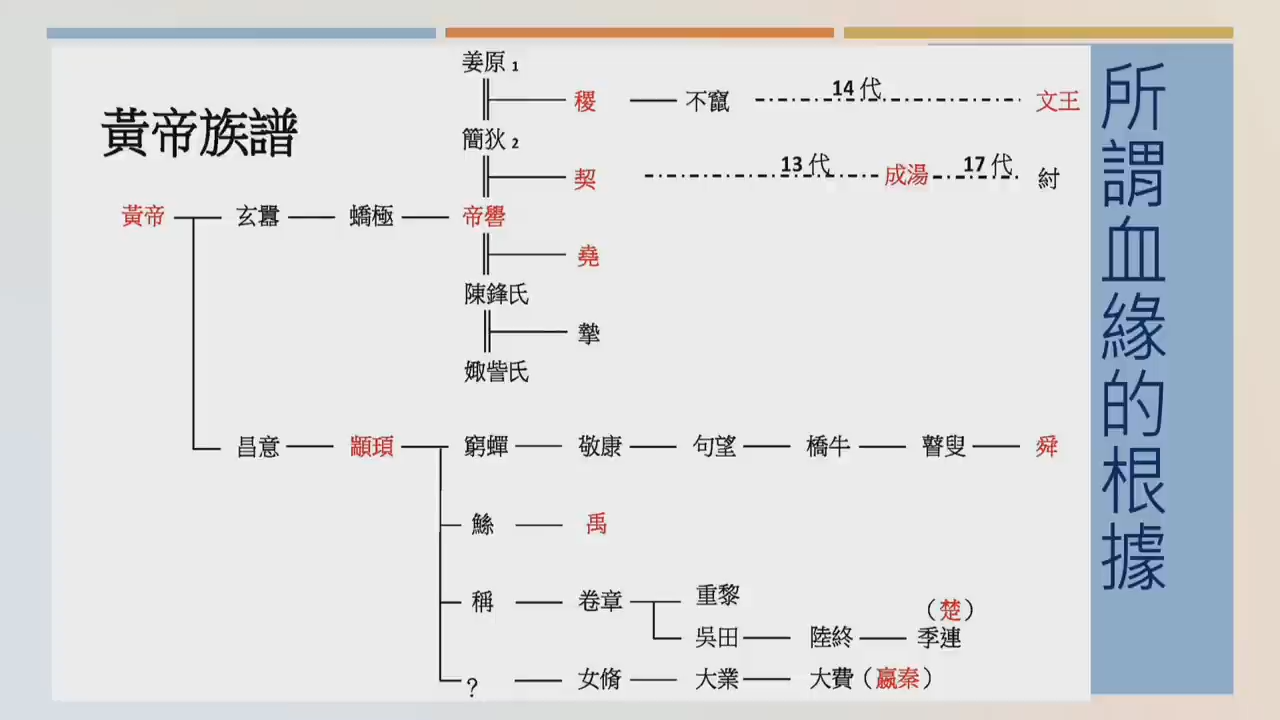 所謂血緣的根據
黃帝族譜
姜原 1
稷 不窋 14 代 文王
簡狄 2
契 13 代 成湯 17 代 紂
黃帝 玄囂 蟜極 帝嚳
堯
陳鋒氏
摯
娵訾氏
昌意 顓頊 窮蟬 敬康 句望 橋牛 瞽叟 舜
鯀 禹
稱 卷章 重黎
(楚)
吳田 陸終 季連
? 女脩 大業 大費(嬴秦)